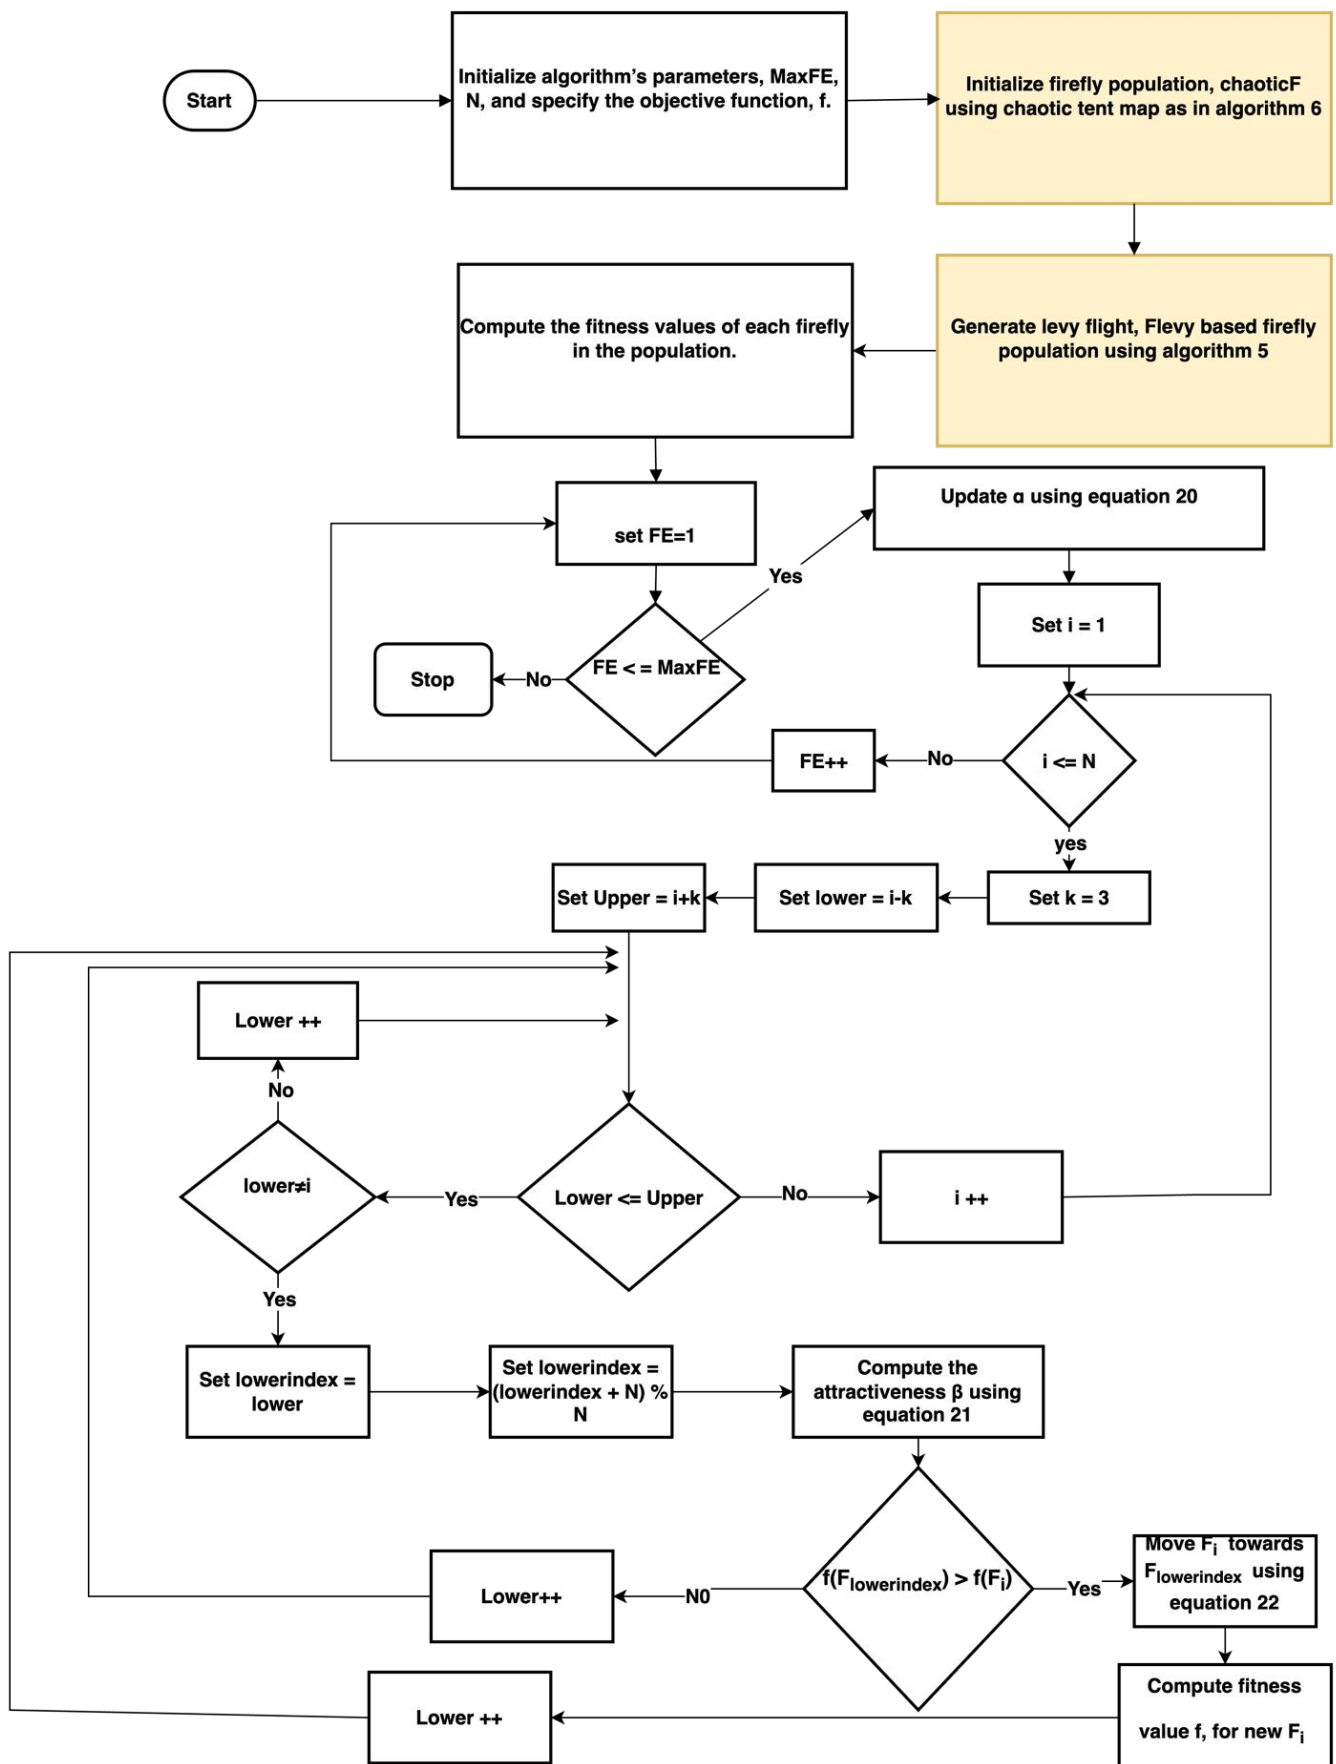 Start
Initialize algorithm's parameters, MaxFE,
N, and specify the objective function, f.
Initialize firefly population, chaoticF
using chaotic tent map as in algorithm 6
Compute the fitness values of each firefly
in the population.
Generate levy flight, Flevy based firefly
population using algorithm 5
set FE=1
Update α using equation 20
Yes
Set i = 1
FE < = MaxFE
No
Stop
i <= N
No
FE++
yes
Set k = 3
Set lower = i-k
Set Upper = i+k
Lower ++
No
lower≠i
Yes
Lower <= Upper
No
i ++
Yes
Set lowerindex =
lower
Set lowerindex =
(lowerindex + N) %
N
Compute the
attractiveness β using
equation 21
f(Flowerindex) > f(Fi)
Yes
Move Fi towards
Flowerindex using
equation 22
N0
Lower++
Compute fitness
value f, for new Fi
Lower ++